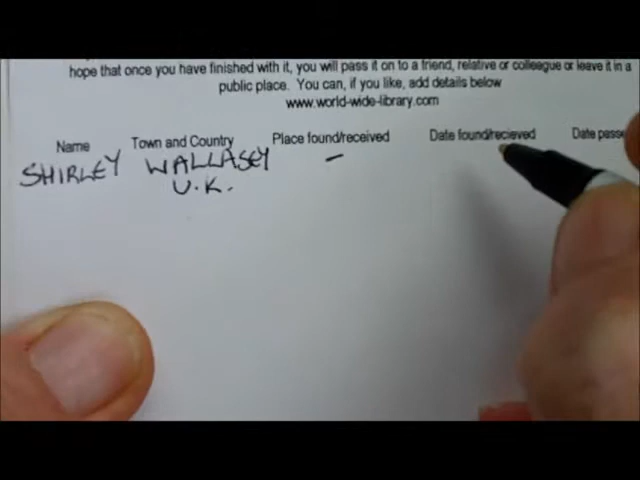 hope that once you have finished with it, you will pass it on to a friend, relative or colleague or leave it in a
public place. You can, if you like, add details below
www.world-wide-library.com
Name Town and Country Place found/received Date found/recieved Date passe
SHIRLEY WALLASEY –
U.K.